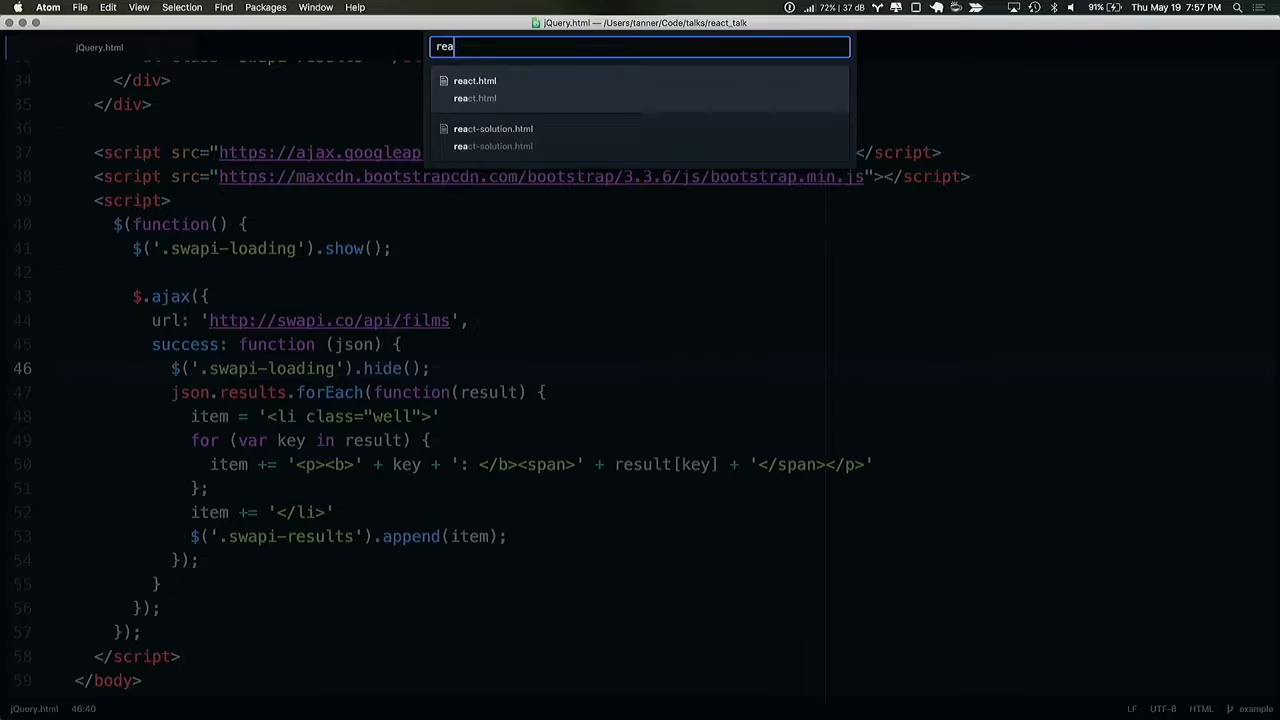 Atom File Edit View Selection Find Packages Window Help 72% | 37 dB 91% Thu May 19 7:57 PM
jQuery.html — /Users/tanner/Code/talks/react_talk
jQuery.html
rea
react.html
react.html
react-solution.html
react-solution.html
34 </div>
35 </div>
36
37 <script src="https://ajax.googleap </script>
38 <script src="https://maxcdn.bootstrapcdn.com/bootstrap/3.3.6/js/bootstrap.min.js"></script>
39 <script>
40 $(function() {
41 $('.swapi-loading').show();
42
43 $.ajax({
44 url: 'http://swapi.co/api/films',
45 success: function (json) {
46 $('.swapi-loading').hide();
47 json.results.forEach(function(result) {
48 item = '<li class="well">'
49 for (var key in result) {
50 item += '<p><b>' + key + ': </b><span>' + result[key] + '</span></p>'
51 };
52 item += '</li>'
53 $('.swapi-results').append(item);
54 });
55 }
56 });
57 });
58 </script>
59 </body>
jQuery.html 46:40 LF UTF-8 HTML example